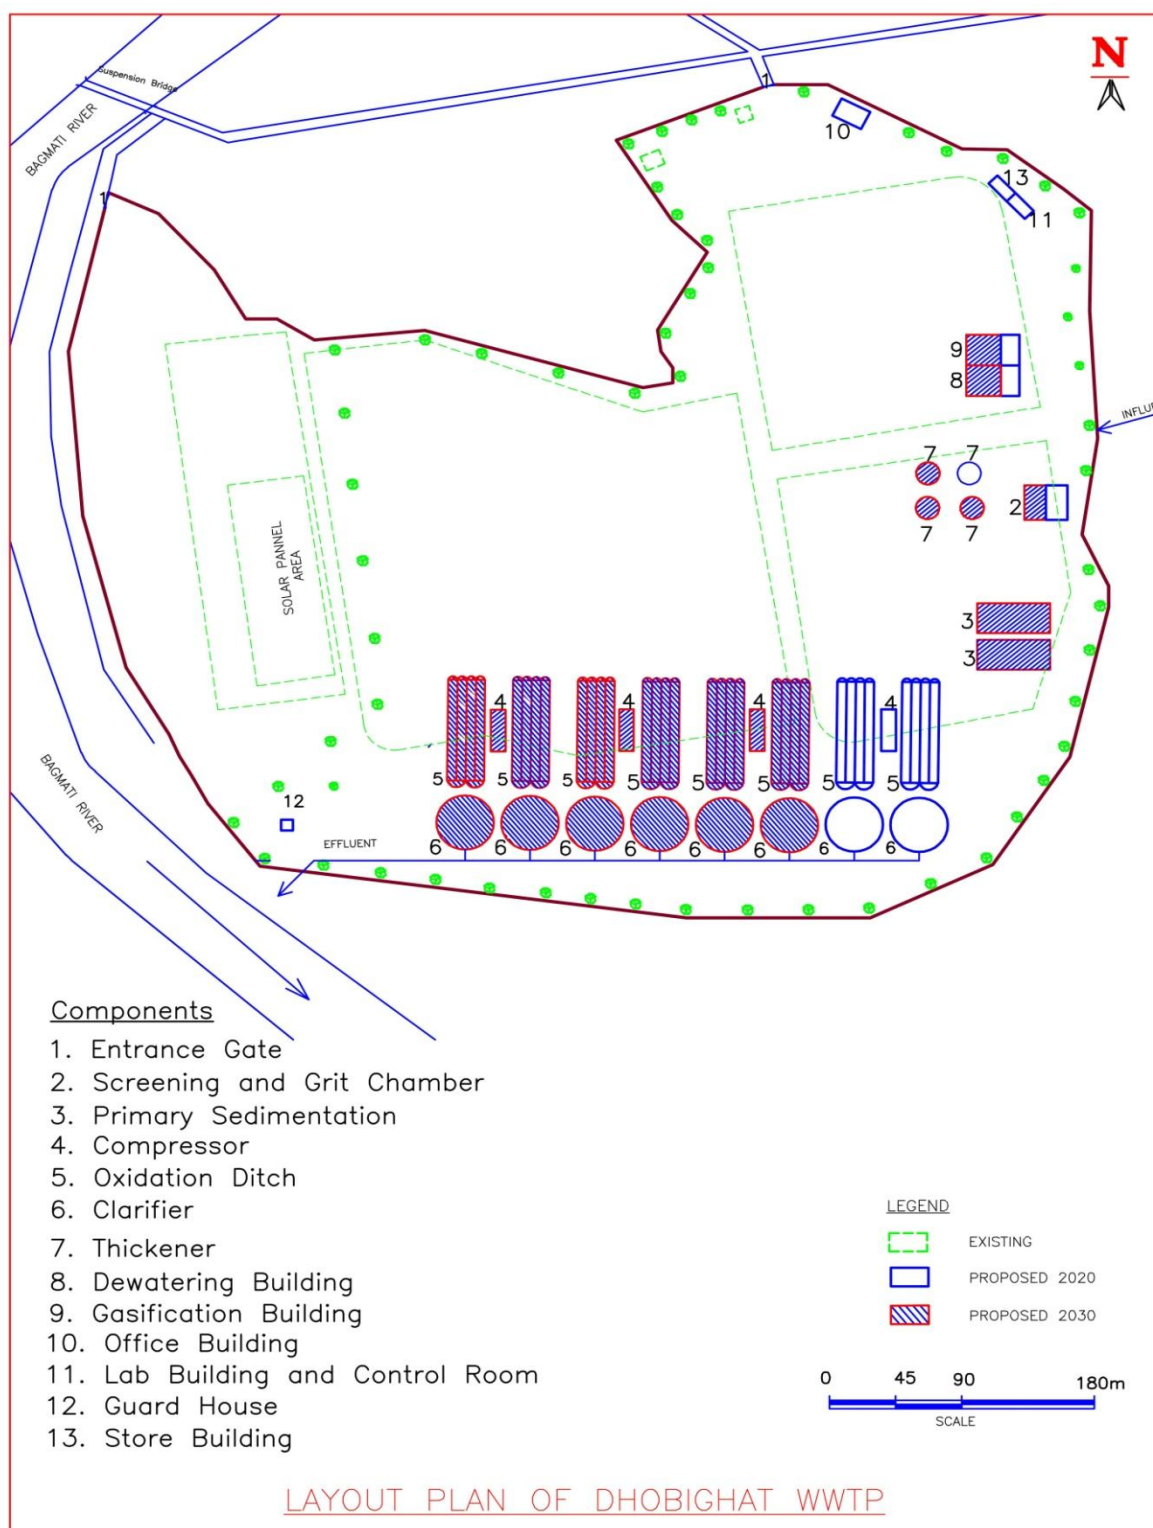 N
Suspension Bridge
BAGMATI RIVER
1
1
10
13
11
9
8
INFLU
7
7
2
7
7
SOLAR PANNEL
AREA
3
3
4
4
4
4
5
5
5
5
5
5
5
5
BAGMATI RIVER
12
6
6
6
6
6
6
6
6
EFFLUENT
Components
1. Entrance Gate
2. Screening and Grit Chamber
3. Primary Sedimentation
4. Compressor
5. Oxidation Ditch
6. Clarifier
7. Thickener
8. Dewatering Building
9. Gasification Building
10. Office Building
11. Lab Building and Control Room
12. Guard House
13. Store Building
LEGEND
EXISTING
PROPOSED 2020
PROPOSED 2030
0 45 90 180m
SCALE
LAYOUT PLAN OF DHOBIGHAT WWTP